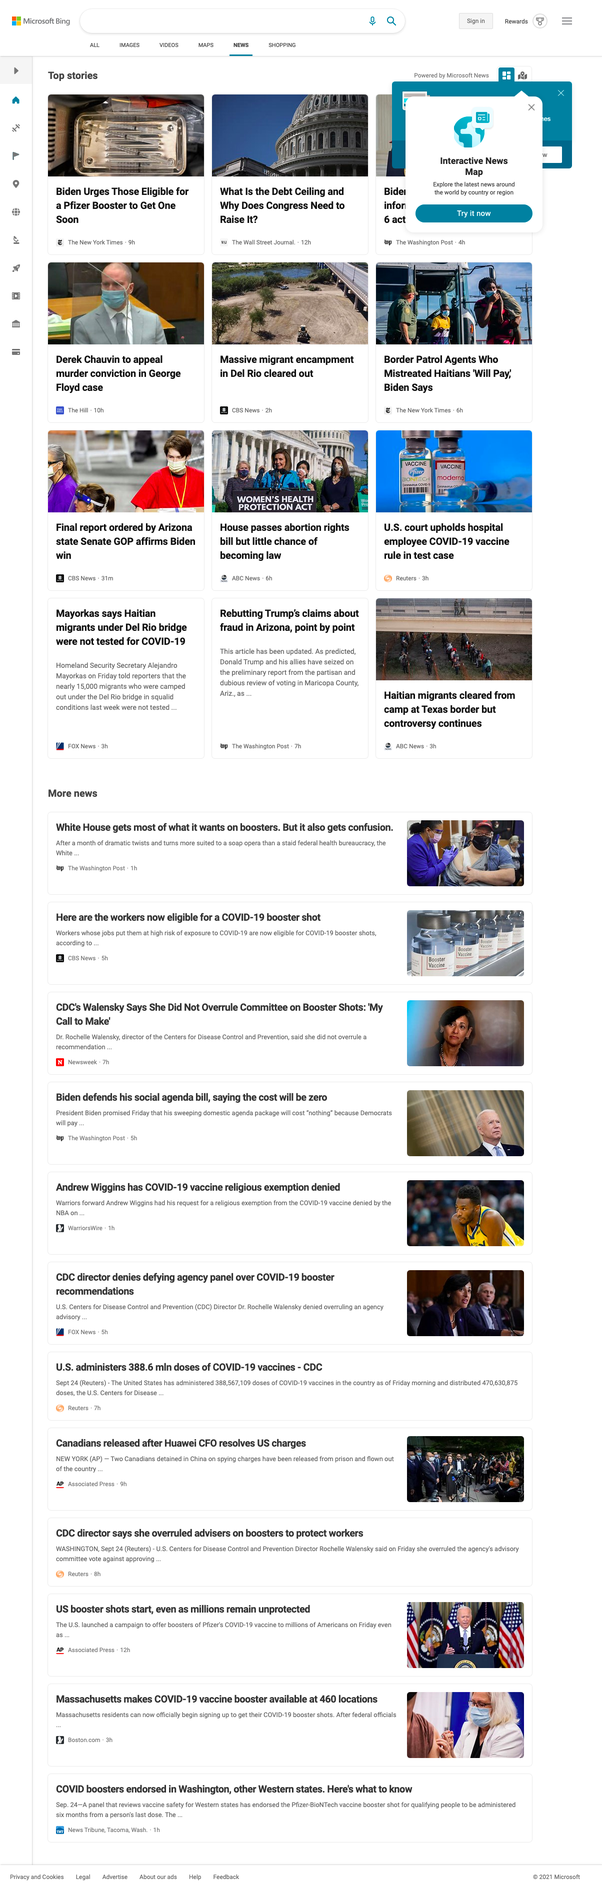 Microsoft Bing
Sign in
Rewards
ALL
IMAGES
VIDEOS
MAPS
NEWS
SHOPPING
Top stories
Powered by Microsoft News
Interactive News
Map
Explore the latest news around
the world by country or region
Try it now
Biden Urges Those Eligible for
a Pfizer Booster to Get One
Soon
The New York Times · 9h
What Is the Debt Ceiling and
Why Does Congress Need to
Raise It?
The Wall Street Journal. · 12h
Biden
infor
6 act
The Washington Post · 4h
Derek Chauvin to appeal
murder conviction in George
Floyd case
The Hill · 10h
Massive migrant encampment
in Del Rio cleared out
CBS News · 2h
Border Patrol Agents Who
Mistreated Haitians ‘Will Pay,’
Biden Says
The New York Times · 6h
Final report ordered by Arizona
state Senate GOP affirms Biden
win
CBS News · 31m
WOMEN'S HEALTH
PROTECTION ACT
House passes abortion rights
bill but little chance of
becoming law
ABC News · 6h
VACCINE
VACCINE
moderna
U.S. court upholds hospital
employee COVID-19 vaccine
rule in test case
Reuters · 3h
Mayorkas says Haitian
migrants under Del Rio bridge
were not tested for COVID-19
Homeland Security Secretary Alejandro
Mayorkas on Friday told reporters that the
nearly 15,000 migrants who were camped
out under the Del Rio bridge in squalid
conditions last week were not tested ...
FOX News · 3h
Rebutting Trump’s claims about
fraud in Arizona, point by point
This article has been updated. As predicted,
Donald Trump and his allies have seized on
the preliminary report from the partisan and
dubious review of voting in Maricopa County,
Ariz., as ...
The Washington Post · 7h
Haitian migrants cleared from
camp at Texas border but
controversy continues
ABC News · 3h
More news
White House gets most of what it wants on boosters. But it also gets confusion.
After a month of dramatic twists and turns more suited to a soap opera than a staid federal health bureaucracy, the
White ...
The Washington Post · 1h
Here are the workers now eligible for a COVID-19 booster shot
Workers whose jobs put them at high risk of exposure to COVID-19 are now eligible for COVID-19 booster shots,
according to ...
CBS News · 5h
Booster
Vaccine
Booster
Vaccine
Booster
Vaccine
CDC's Walensky Says She Did Not Overrule Committee on Booster Shots: 'My
Call to Make'
Dr. Rochelle Walensky, director of the Centers for Disease Control and Prevention, said she did not overrule a
recommendation ...
Newsweek · 7h
Biden defends his social agenda bill, saying the cost will be zero
President Biden promised Friday that his sweeping domestic agenda package will cost “nothing” because Democrats
will pay ...
The Washington Post · 5h
Andrew Wiggins has COVID-19 vaccine religious exemption denied
Warriors forward Andrew Wiggins had his request for a religious exemption from the COVID-19 vaccine denied by the
NBA on ...
WarriorsWire · 1h
CDC director denies defying agency panel over COVID-19 booster
recommendations
U.S. Centers for Disease Control and Prevention (CDC) Director Dr. Rochelle Walensky denied overruling an agency
advisory ...
FOX News · 5h
U.S. administers 388.6 mln doses of COVID-19 vaccines - CDC
Sept 24 (Reuters) - The United States has administered 388,567,109 doses of COVID-19 vaccines in the country as of Friday morning and distributed 470,630,875
doses, the U.S. Centers for Disease ...
Reuters · 7h
Canadians released after Huawei CFO resolves US charges
NEW YORK (AP) — Two Canadians detained in China on spying charges have been released from prison and flown out
of the country ...
Associated Press · 9h
CDC director says she overruled advisers on boosters to protect workers
WASHINGTON, Sept 24 (Reuters) - U.S. Centers for Disease Control and Prevention Director Rochelle Walensky said on Friday she overruled the agency's advisory
committee vote against approving ...
Reuters · 8h
US booster shots start, even as millions remain unprotected
The U.S. launched a campaign to offer boosters of Pfizer's COVID-19 vaccine to millions of Americans on Friday even
as ...
Associated Press · 12h
Massachusetts makes COVID-19 vaccine booster available at 460 locations
Massachusetts residents can now officially begin signing up to get their COVID-19 booster shots. After federal officials
...
Boston.com · 3h
COVID boosters endorsed in Washington, other Western states. Here’s what to know
Sep. 24—A panel that reviews vaccine safety for Western states has endorsed the Pfizer-BioNTech vaccine booster shot for qualifying people to be administered
six months from a person's last dose. The ...
News Tribune, Tacoma, Wash. · 1h
Privacy and Cookies
Legal
Advertise
About our ads
Help
Feedback
© 2021 Microsoft